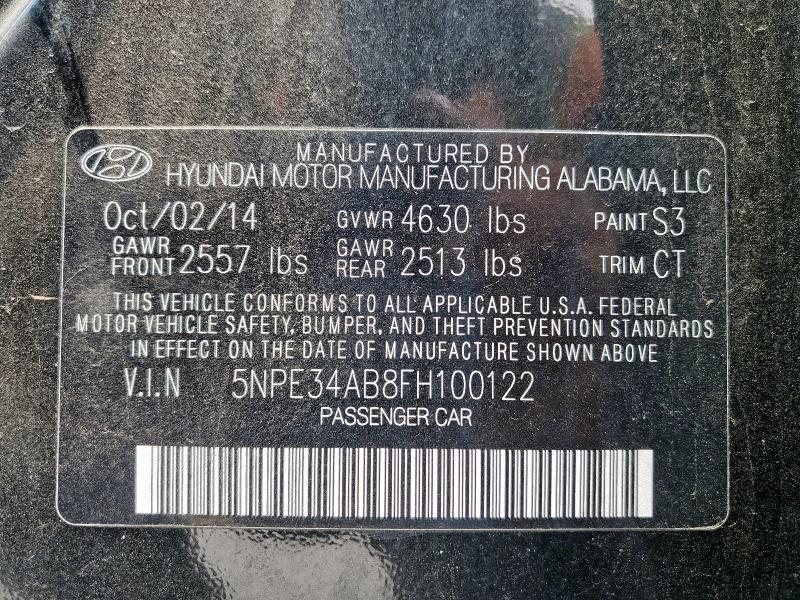 MANUFACTURED BY
HYUNDAI MOTOR MANUFACTURING ALABAMA, LLC
Oct/02/14 GVWR 4630 lbs PAINT S3
GAWR FRONT 2557 lbs GAWR REAR 2513 lbs TRIM CT
THIS VEHICLE CONFORMS TO ALL APPLICABLE U.S.A. FEDERAL
MOTOR VEHICLE SAFETY, BUMPER, AND THEFT PREVENTION STANDARDS
IN EFFECT ON THE DATE OF MANUFACTURE SHOWN ABOVE
V.I.N 5NPE34AB8FH100122
PASSENGER CAR